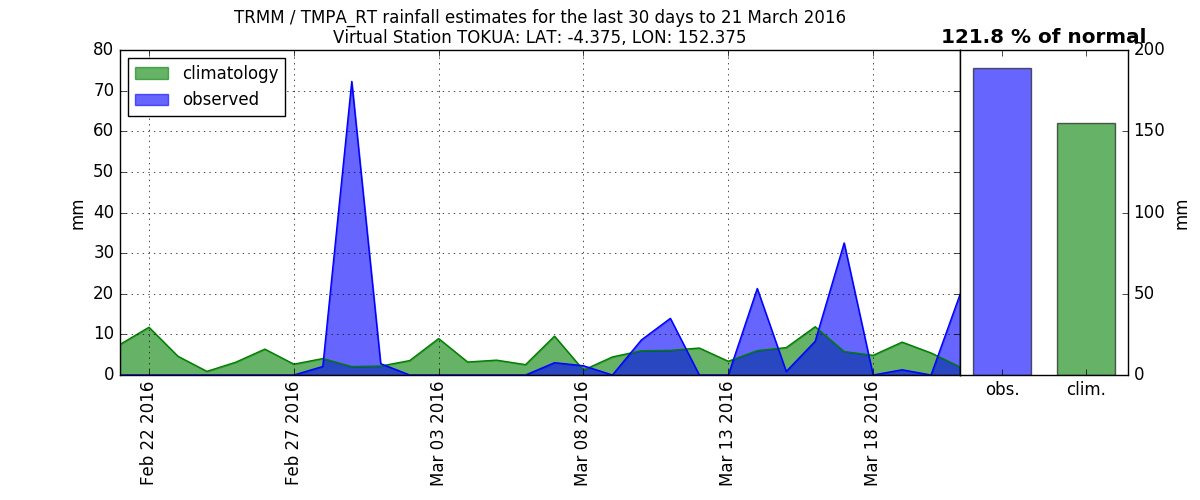 TRMM / TMPA_RT rainfall estimates for the last 30 days to 21 March 2016
Virtual Station TOKUA: LAT: -4.375, LON: 152.375
121.8 % of normal
climatology
observed
mm
80
70
60
50
40
30
20
10
0
Feb 22 2016
Feb 27 2016
Mar 03 2016
Mar 08 2016
Mar 13 2016
Mar 18 2016
200
150
100
50
0
mm
obs.
clim.